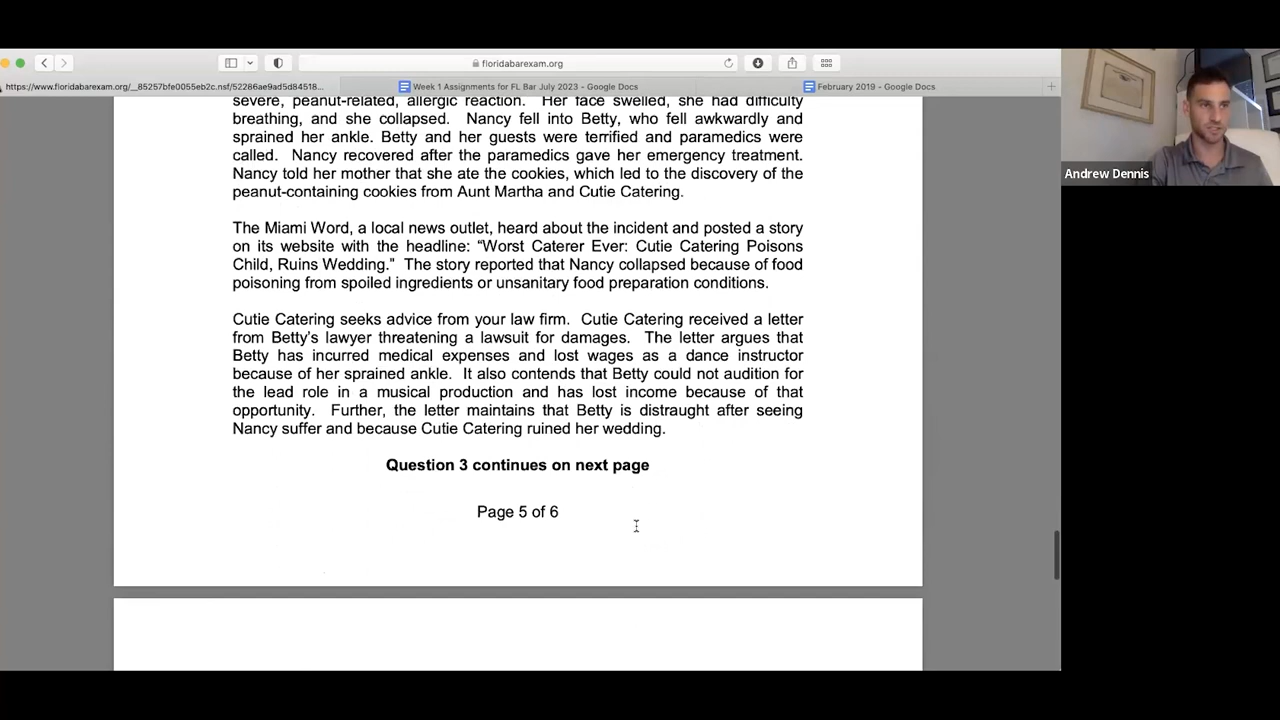 floridabarexam.org
https://www.floridabarexam.org/__85257bfe0055eb2c.nsf/52286ae9ad5d84518...
Week 1 Assignments for FL Bar July 2023 - Google Docs
February 2019 - Google Docs
severe, peanut-related, allergic reaction. Her face swelled, she had difficulty
breathing, and she collapsed. Nancy fell into Betty, who fell awkwardly and
sprained her ankle. Betty and her guests were terrified and paramedics were
called. Nancy recovered after the paramedics gave her emergency treatment.
Nancy told her mother that she ate the cookies, which led to the discovery of the
peanut-containing cookies from Aunt Martha and Cutie Catering.
The Miami Word, a local news outlet, heard about the incident and posted a story
on its website with the headline: “Worst Caterer Ever: Cutie Catering Poisons
Child, Ruins Wedding.” The story reported that Nancy collapsed because of food
poisoning from spoiled ingredients or unsanitary food preparation conditions.
Cutie Catering seeks advice from your law firm. Cutie Catering received a letter
from Betty’s lawyer threatening a lawsuit for damages. The letter argues that
Betty has incurred medical expenses and lost wages as a dance instructor
because of her sprained ankle. It also contends that Betty could not audition for
the lead role in a musical production and has lost income because of that
opportunity. Further, the letter maintains that Betty is distraught after seeing
Nancy suffer and because Cutie Catering ruined her wedding.
Question 3 continues on next page
Page 5 of 6
Andrew Dennis